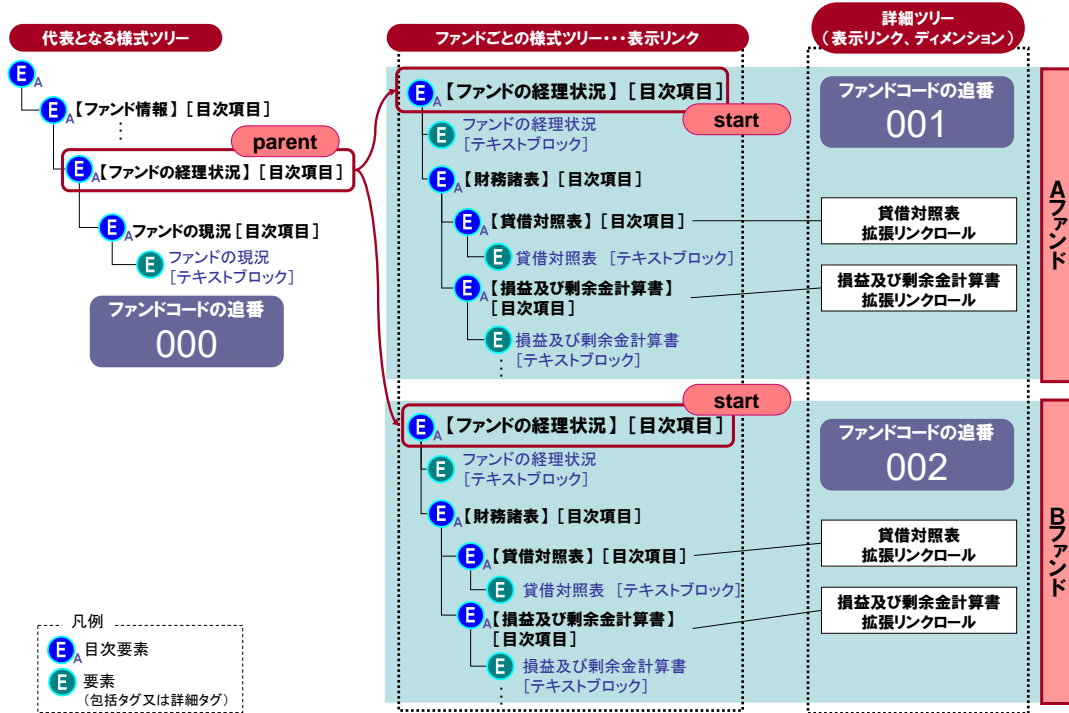 代表となる様式ツリー
E A
E A 【ファンド情報】 [目次項目]
⋮
parent
E A 【ファンドの経理状況】 [目次項目]
E A ファンドの現況 [目次項目]
E ファンドの現況
[テキストブロック]
ファンドコードの追番
000
凡例
E A 目次要素
E 要素
(包括タグ又は詳細タグ)
ファンドごとの様式ツリー・・・表示リンク
E A 【ファンドの経理状況】 [目次項目]
start
E ファンドの経理状況
[テキストブロック]
E A 【財務諸表】 [目次項目]
E A 【貸借対照表】 [目次項目]
E 貸借対照表 [テキストブロック]
E A 【損益及び剰余金計算書】
[目次項目]
E 損益及び剰余金計算書
[テキストブロック]
⋮
start
E A 【ファンドの経理状況】 [目次項目]
E ファンドの経理状況
[テキストブロック]
E A 【財務諸表】 [目次項目]
E A 【貸借対照表】 [目次項目]
E 貸借対照表 [テキストブロック]
E A 【損益及び剰余金計算書】
[目次項目]
E 損益及び剰余金計算書
[テキストブロック]
⋮
詳細ツリー
(表示リンク、ディメンション)
ファンドコードの追番
001
貸借対照表
拡張リンクロール
損益及び剰余金計算書
拡張リンクロール
Aファンド
ファンドコードの追番
002
貸借対照表
拡張リンクロール
損益及び剰余金計算書
拡張リンクロール
Bファンド